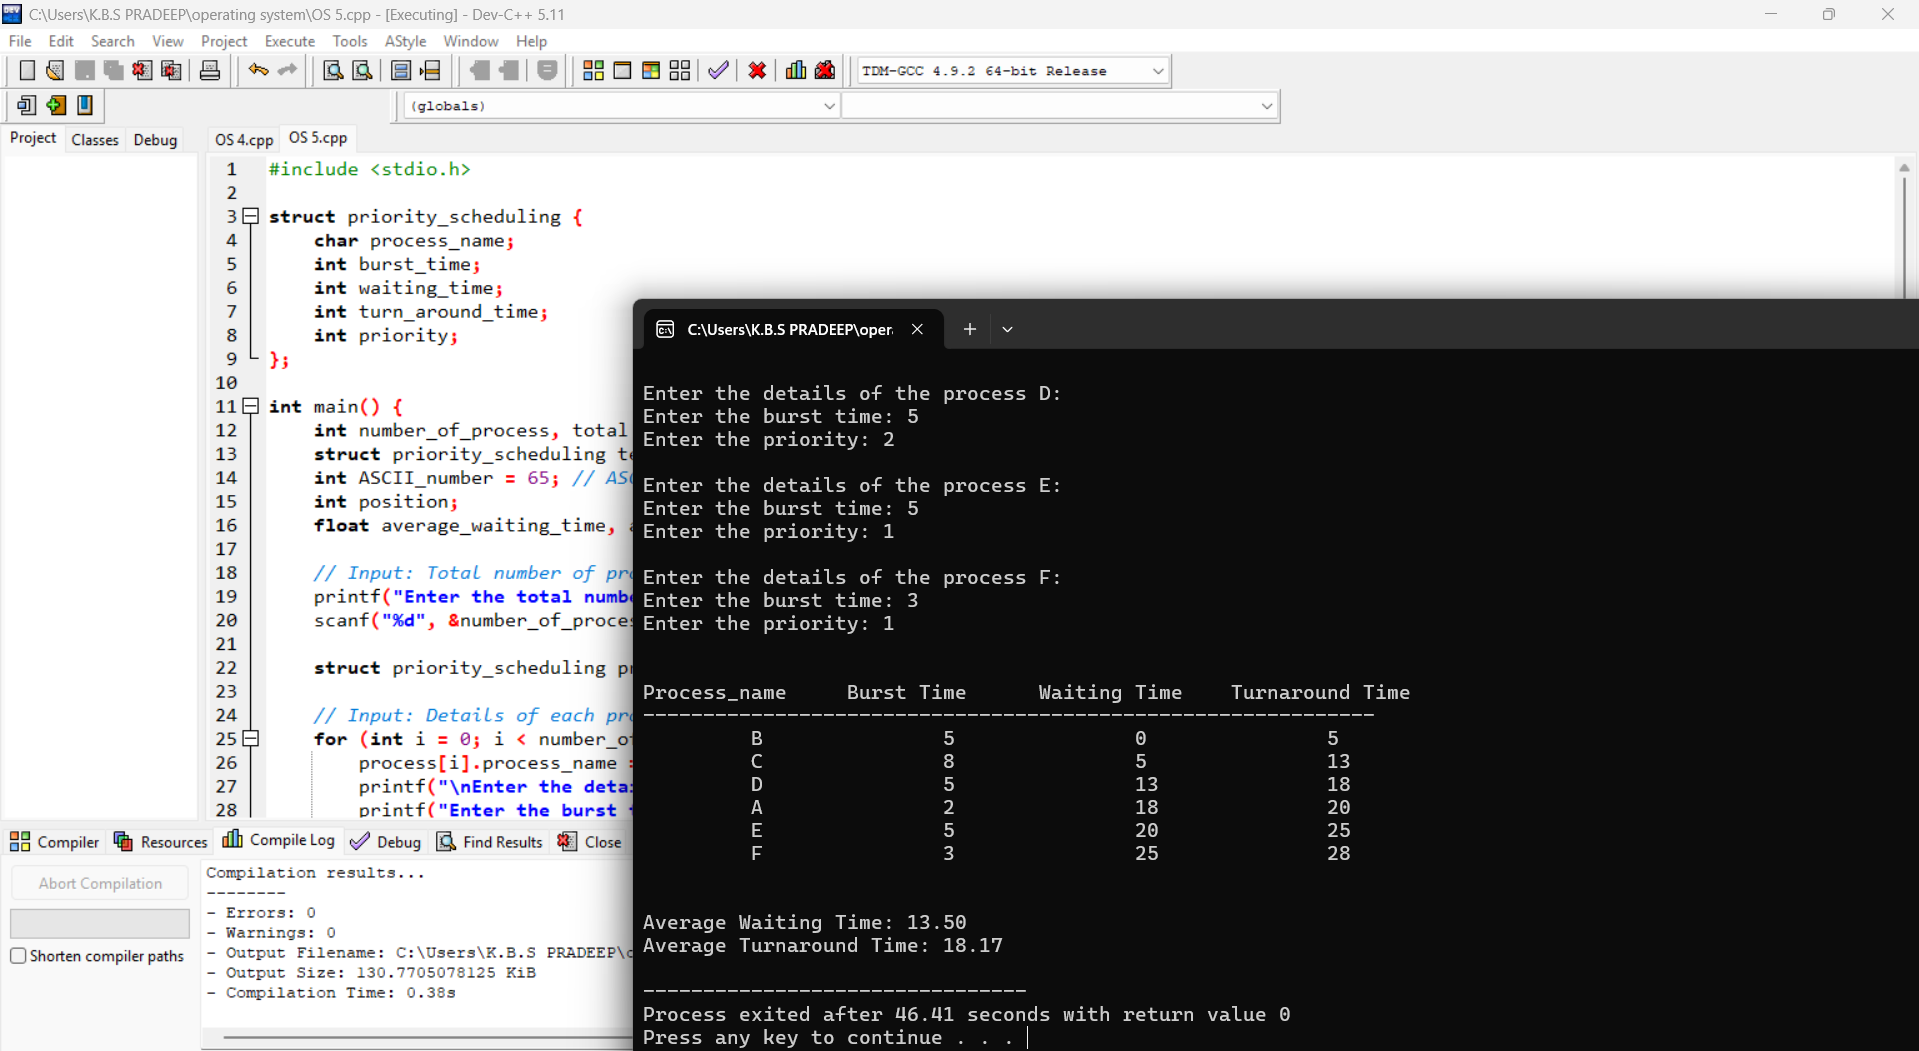 C:\Users\K.B.S PRADEEP\operating system\OS 5.cpp - [Executing] - Dev-C++ 5.11
File Edit Search View Project Execute Tools AStyle Window Help
TDM-GCC 4.9.2 64-bit Release
(globals)
Project Classes Debug
OS 4.cpp OS 5.cpp
1 #include <stdio.h>
2
3 struct priority_scheduling {
4 char process_name;
5 int burst_time;
6 int waiting_time;
7 int turn_around_time;
8 int priority;
9 };
10
11 int main() {
12 int number_of_process, total
13 struct priority_scheduling
14 int ASCII_number = 65; //
15 int position;
16 float average_waiting_time,
17
18 // Input: Total number of
19 printf("Enter the total
20 scanf("%d",
21
22 struct priority_scheduling
23
24 // Input: Details of each
25 for (int i = 0; i <
26 process[i].process_name
27 printf("\nEnter the
28 printf("Enter the burst
C:\Users\K.B.S PRADEEP\oper
Enter the details of the process D:
Enter the burst time: 5
Enter the priority: 2
Enter the details of the process E:
Enter the burst time: 5
Enter the priority: 1
Enter the details of the process F:
Enter the burst time: 3
Enter the priority: 1
Process_name Burst Time Waiting Time Turnaround Time
-------------------------------------------------------------
B 5 0 5
C 8 5 13
D 5 13 18
A 2 18 20
E 5 20 25
F 3 25 28
Average Waiting Time: 13.50
Average Turnaround Time: 18.17
--------------------------------
Process exited after 46.41 seconds with return value 0
Press any key to continue . . .
Compiler Resources Compile Log Debug Find Results Close
Abort Compilation
Shorten compiler paths
Compilation results...
--------
- Errors: 0
- Warnings: 0
- Output Filename: C:\Users\K.B.S PRADEEP\
- Output Size: 130.7705078125 KiB
- Compilation Time: 0.38s